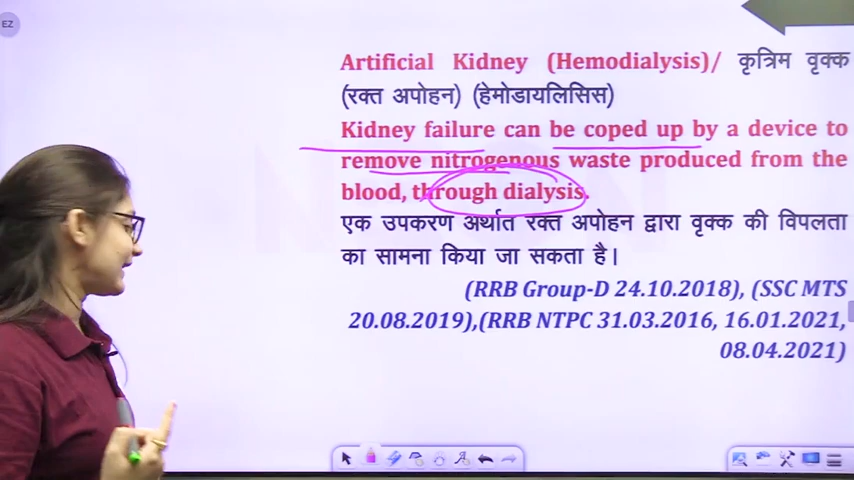 EZ
Artificial Kidney (Hemodialysis)/ कृत्रिम वृक्क
(रक्त अपोहन) (हेमोडायलिसिस)
Kidney failure can be coped up by a device to
remove nitrogenous waste produced from the
blood, through dialysis.
एक उपकरण अर्थात रक्त अपोहन द्वारा वृक्क की विपलता
का सामना किया जा सकता है।
(RRB Group-D 24.10.2018), (SSC MTS
20.08.2019),(RRB NTPC 31.03.2016, 16.01.2021,
08.04.2021)